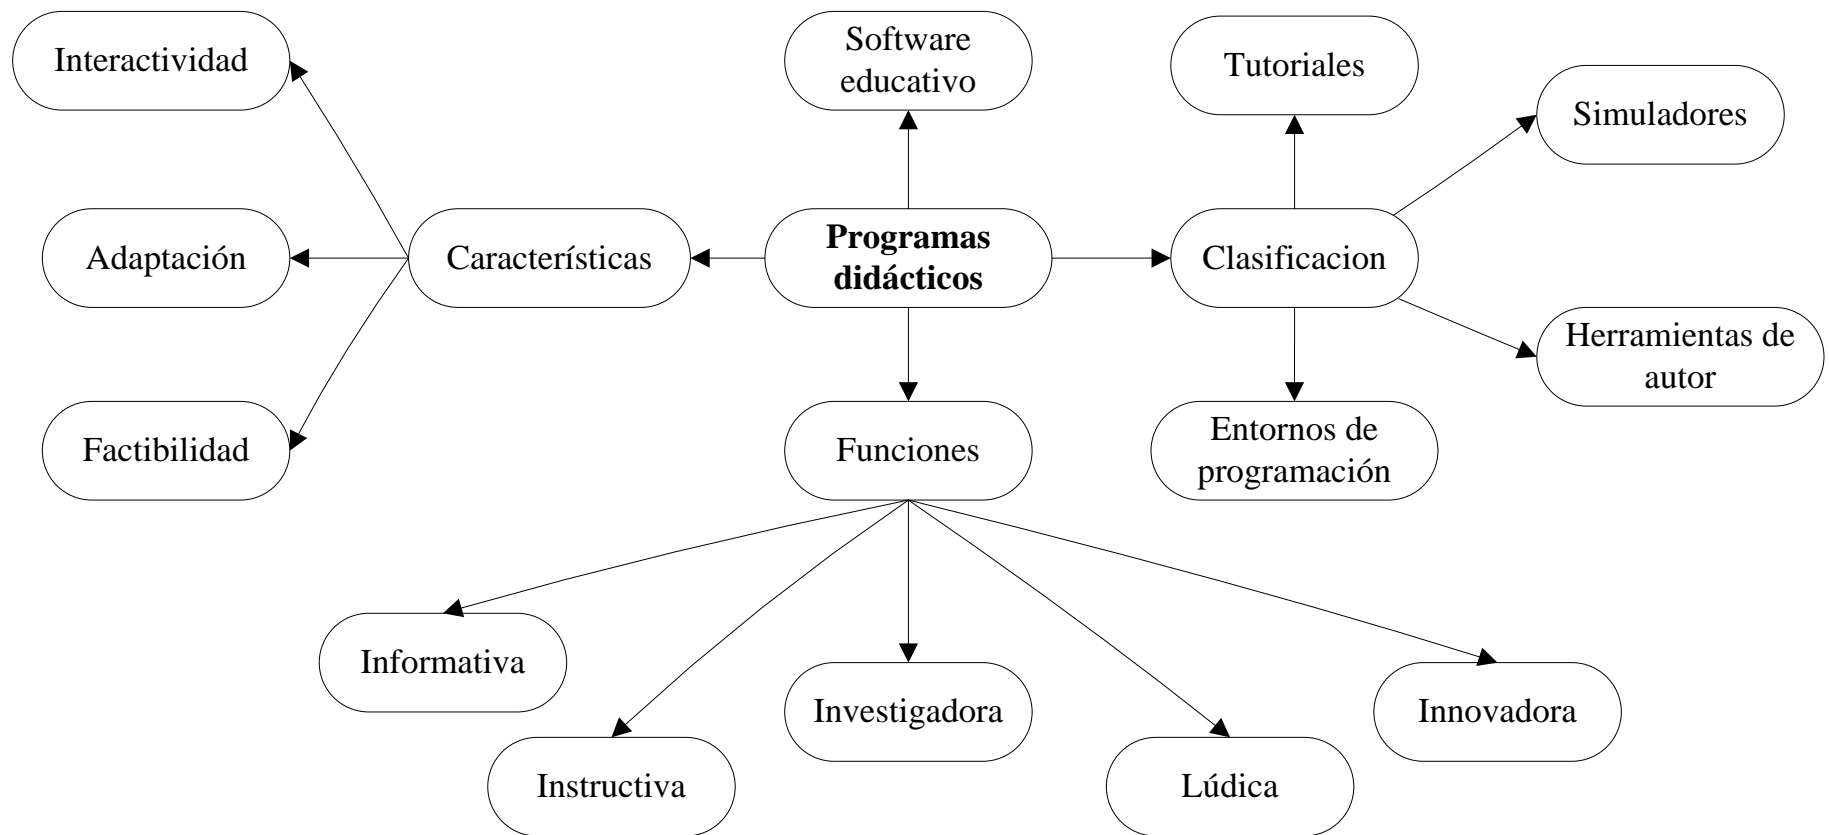 Interactividad
Software
educativo
Tutoriales
Simuladores
Adaptación
Característícas
Programas
didácticos
Clasificacion
Herramientas de
autor
Factibilidad
Funciones
Entornos de
programación
Informativa
Investigadora
Innovadora
Instructiva
Lúdica